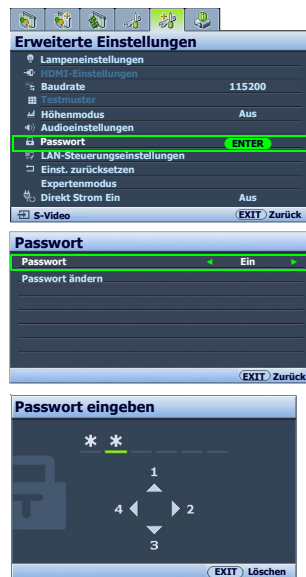 Erweiterte Einstellungen
Lampeneinstellungen
HDMI-Einstellungen
Baudrate 115200
Testmuster
Höhenmodus Aus
Audioeinstellungen
Passwort ENTER
LAN-Steuerungseinstellungen
Einst. zurücksetzen
Expertenmodus
Direkt Strom Ein Aus
S-Video EXIT Zurück
Passwort
Passwort Ein
Passwort ändern
EXIT Zurück
Passwort eingeben
* *
1
4 2
3
EXIT Löschen